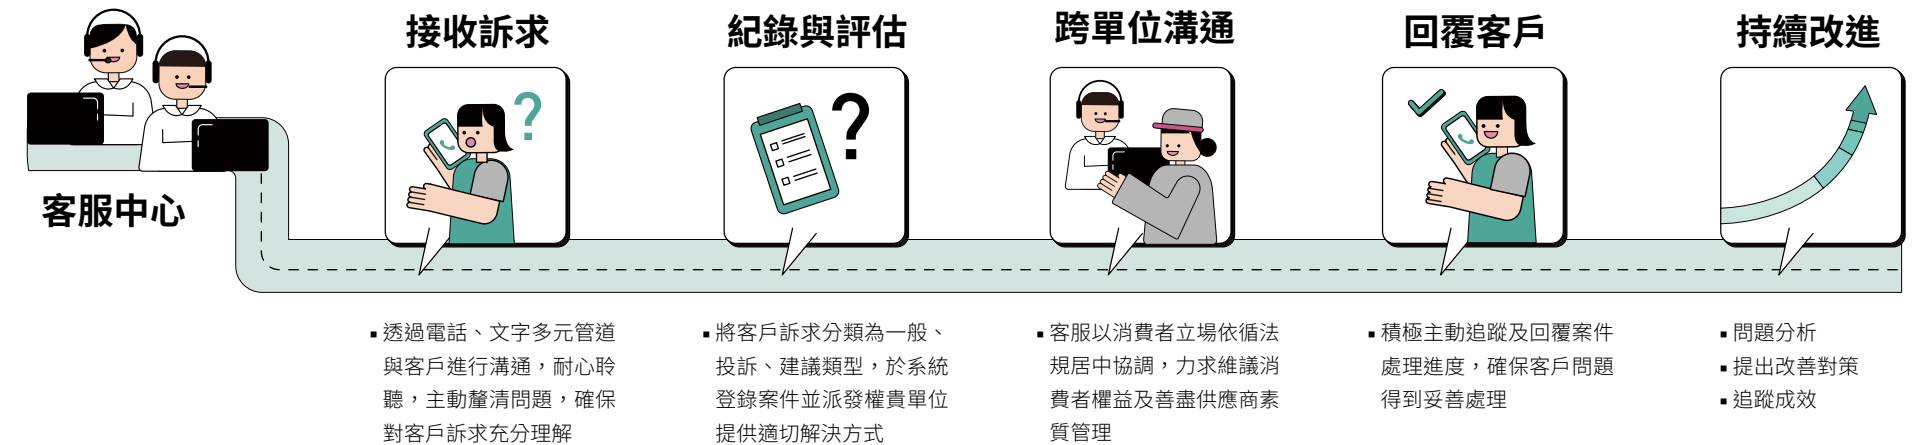 客服中心
接收訴求
▪ 透過電話、文字多元管道
與客戶進行溝通，耐心聆
聽，主動釐清問題，確保
對客戶訴求充分理解
紀錄與評估
▪ 將客戶訴求分類為一般、
投訴、建議類型，於系統
登錄案件並派發權貴單位
提供適切解決方式
跨單位溝通
▪ 客服以消費者立場依循法
規居中協調，力求維議消
費者權益及善盡供應商素
質管理
回覆客戶
▪ 積極主動追蹤及回覆案件
處理進度，確保客戶問題
得到妥善處理
持續改進
▪ 問題分析
▪ 提出改善對策
▪ 追蹤成效